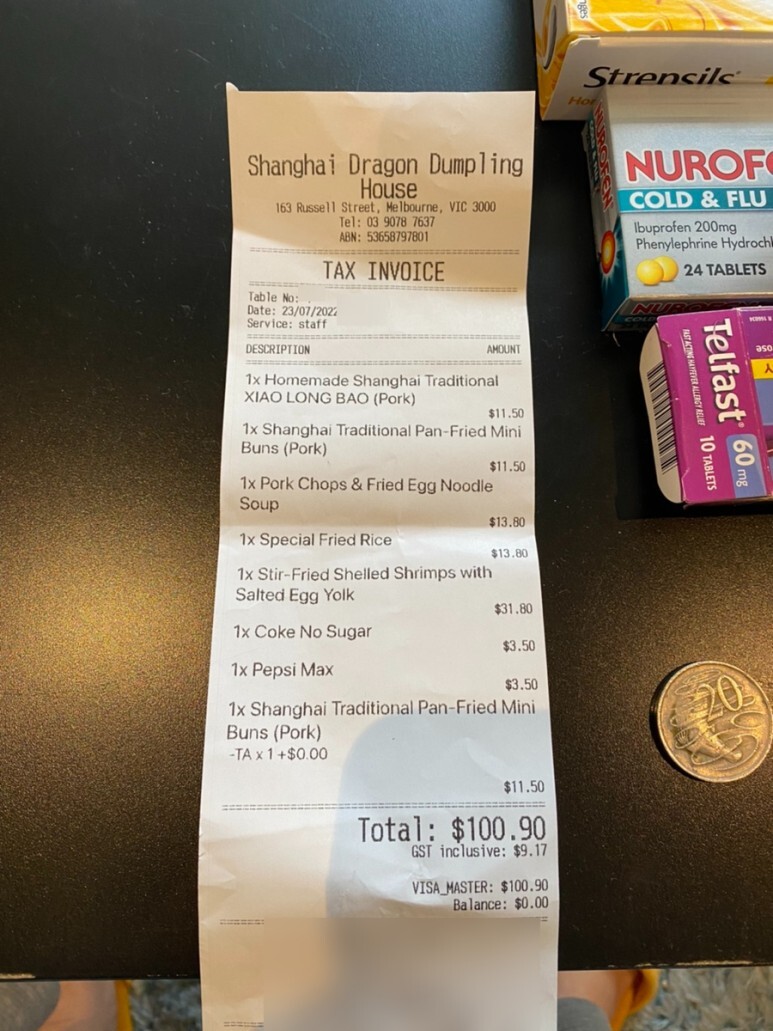 Shanghai Dragon Dumpling
House
163 Russell Street, Melbourne, VIC 3000
Tel: 03 9078 7637
ABN: 53658797801
TAX INVOICE
Table No:
Date: 23/07/2022
Service: staff
DESCRIPTION AMOUNT
1x Homemade Shanghai Traditional
XIAO LONG BAO (Pork)
$11.50
1x Shanghai Traditional Pan-Fried Mini
Buns (Pork)
$11.50
1x Pork Chops & Fried Egg Noodle
Soup
$13.80
1x Special Fried Rice
$13.80
1x Stir-Fried Shelled Shrimps with
Salted Egg Yolk
$31.80
1x Coke No Sugar
$3.50
1x Pepsi Max
$3.50
1x Shanghai Traditional Pan-Fried Mini
Buns (Pork)
-TA x 1 +$0.00
$11.50
Total: $100.90
GST inclusive: $9.17
VISA_MASTER: $100.90
Balance: $0.00
Strepsils
NUROFEN
COLD & FLU
Ibuprofen 200mg
Phenylephrine
24 TABLETS
Telfast
60 mg
10 TABLETS
FAST ACTING HAYFEVER ALLERGY RELIEF
20